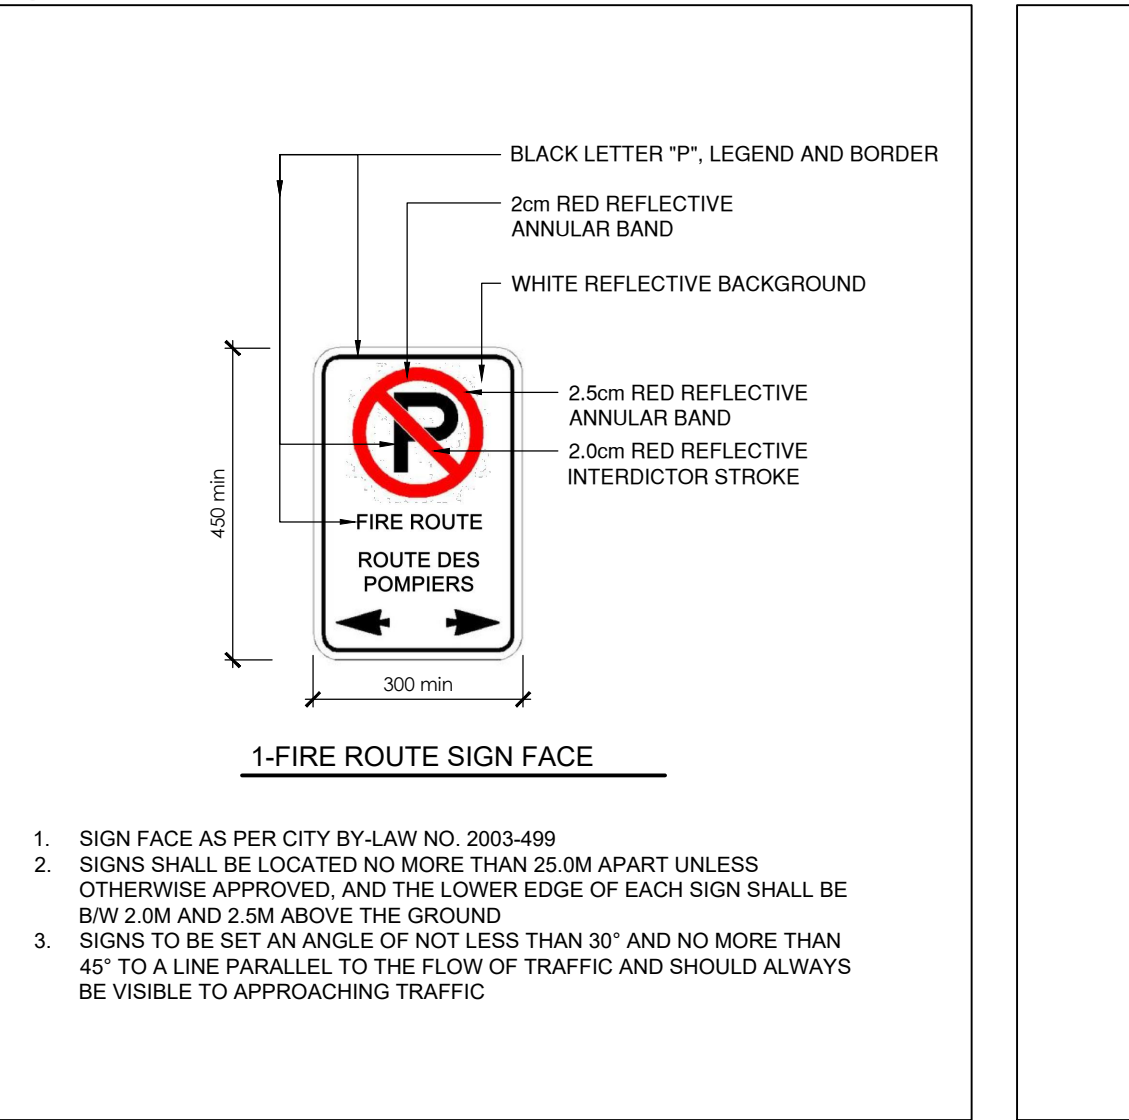 BLACK LETTER "P", LEGEND AND BORDER
2cm RED REFLECTIVE
ANNULAR BAND
WHITE REFLECTIVE BACKGROUND
2.5cm RED REFLECTIVE
ANNULAR BAND
2.0cm RED REFLECTIVE
INTERDICTOR STROKE
450 min
P
FIRE ROUTE
ROUTE DES
POMPIERS
300 min
1-FIRE ROUTE SIGN FACE
1. SIGN FACE AS PER CITY BY-LAW NO. 2003-499
2. SIGNS SHALL BE LOCATED NO MORE THAN 25.0M APART UNLESS
OTHERWISE APPROVED, AND THE LOWER EDGE OF EACH SIGN SHALL BE
B/W 2.0M AND 2.5M ABOVE THE GROUND
3. SIGNS TO BE SET AN ANGLE OF NOT LESS THAN 30° AND NO MORE THAN
45° TO A LINE PARALLEL TO THE FLOW OF TRAFFIC AND SHOULD ALWAYS
BE VISIBLE TO APPROACHING TRAFFIC